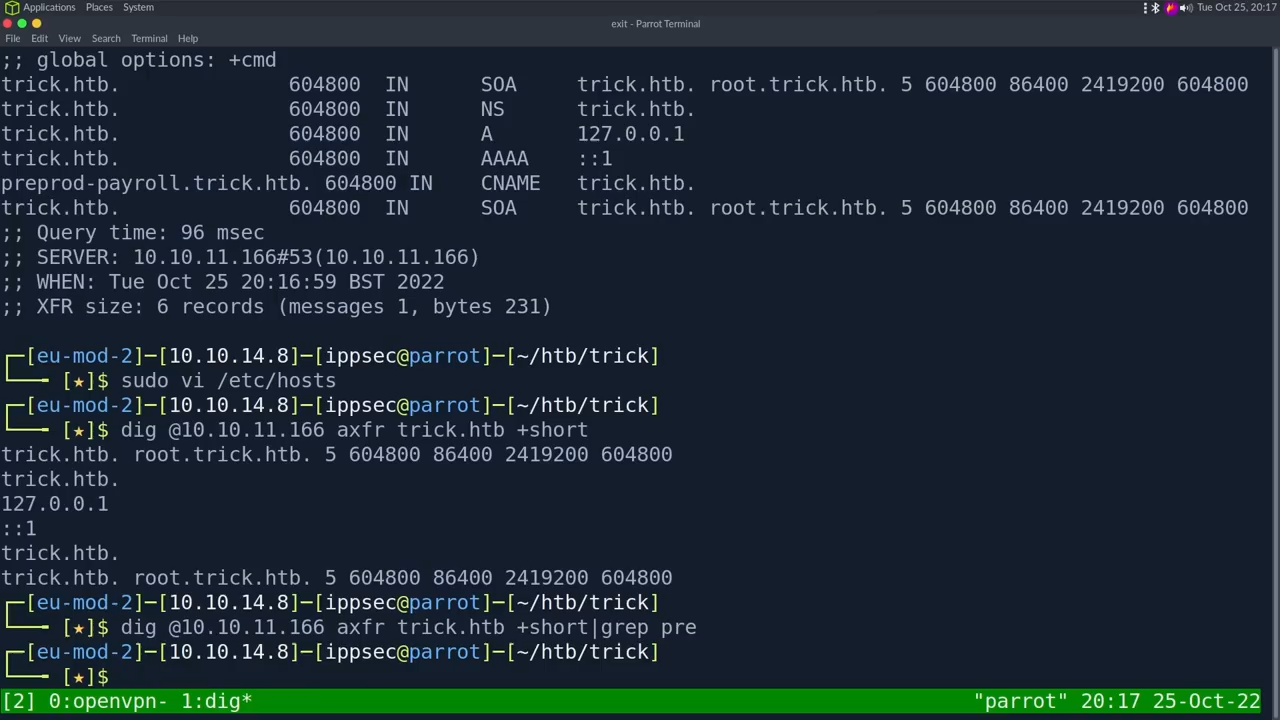 Applications Places System Tue Oct 25, 20:17
exit - Parrot Terminal
File Edit View Search Terminal Help
;; global options: +cmd
trick.htb. 604800 IN SOA trick.htb. root.trick.htb. 5 604800 86400 2419200 604800
trick.htb. 604800 IN NS trick.htb.
trick.htb. 604800 IN A 127.0.0.1
trick.htb. 604800 IN AAAA ::1
preprod-payroll.trick.htb. 604800 IN CNAME trick.htb.
trick.htb. 604800 IN SOA trick.htb. root.trick.htb. 5 604800 86400 2419200 604800
;; Query time: 96 msec
;; SERVER: 10.10.11.166#53(10.10.11.166)
;; WHEN: Tue Oct 25 20:16:59 BST 2022
;; XFR size: 6 records (messages 1, bytes 231)
┌─[eu-mod-2]─[10.10.14.8]─[ippsec@parrot]─[~/htb/trick]
└──╼ [★]$ sudo vi /etc/hosts
┌─[eu-mod-2]─[10.10.14.8]─[ippsec@parrot]─[~/htb/trick]
└──╼ [★]$ dig @10.10.11.166 axfr trick.htb +short
trick.htb. root.trick.htb. 5 604800 86400 2419200 604800
trick.htb.
127.0.0.1
::1
trick.htb.
trick.htb. root.trick.htb. 5 604800 86400 2419200 604800
┌─[eu-mod-2]─[10.10.14.8]─[ippsec@parrot]─[~/htb/trick]
└──╼ [★]$ dig @10.10.11.166 axfr trick.htb +short|grep pre
┌─[eu-mod-2]─[10.10.14.8]─[ippsec@parrot]─[~/htb/trick]
└──╼ [★]$
[2] 0:openvpn- 1:dig* "parrot" 20:17 25-Oct-22